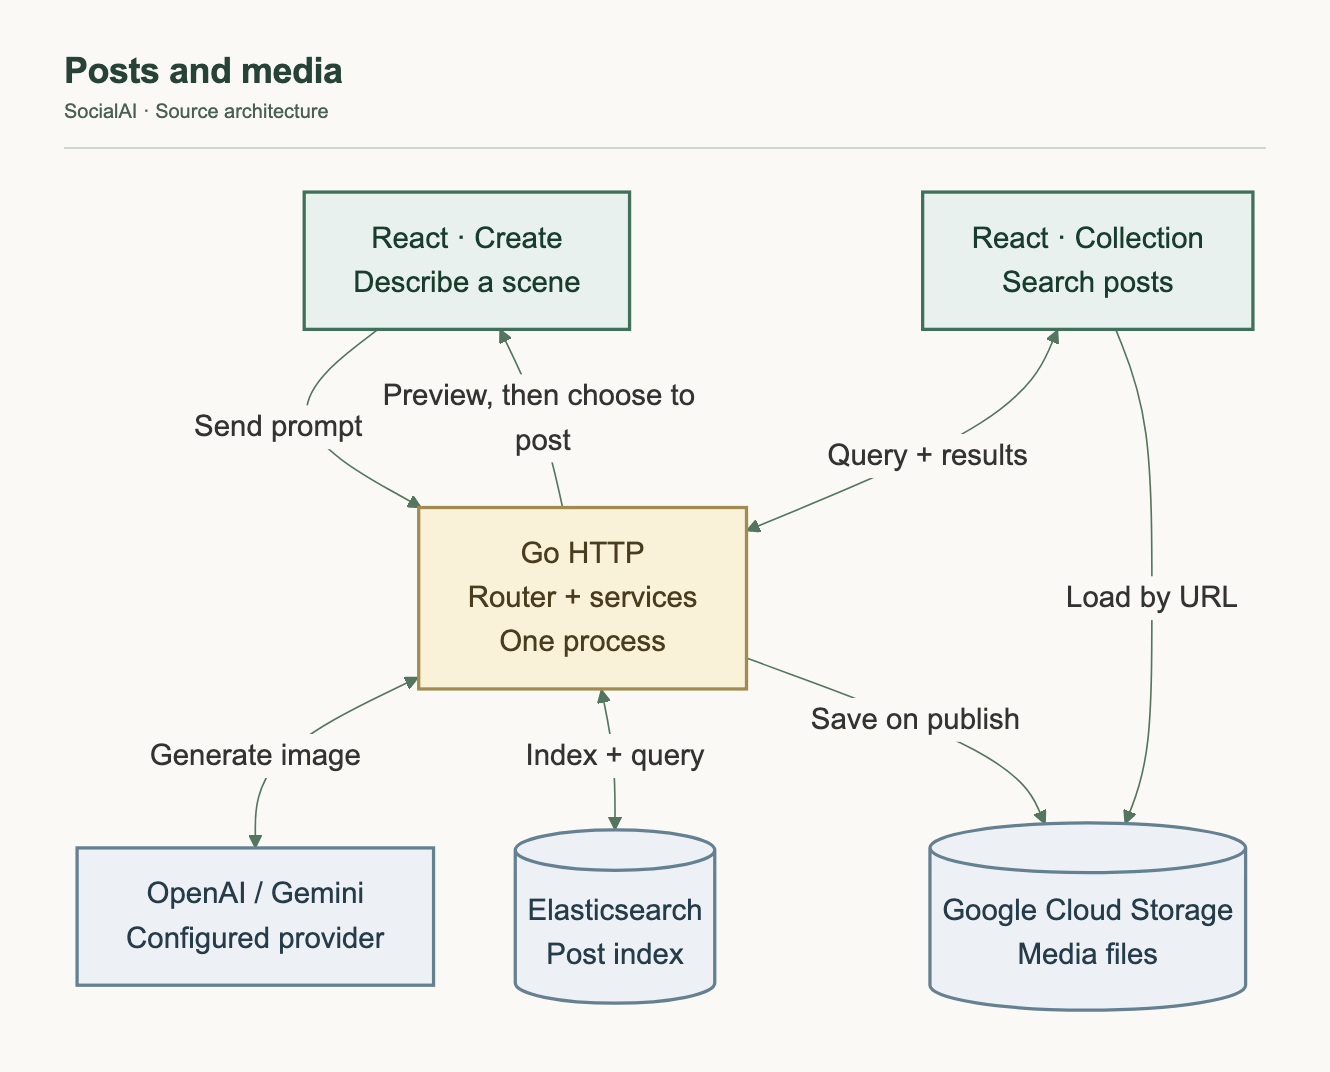 Posts and media
SocialAI · Source architecture
React · Create
Describe a scene
React · Collection
Search posts
Send prompt
Preview, then choose to
post
Query + results
Go HTTP
Router + services
One process
Load by URL
Save on publish
Generate image
Index + query
OpenAI / Gemini
Configured provider
Elasticsearch
Post index
Google Cloud Storage
Media files